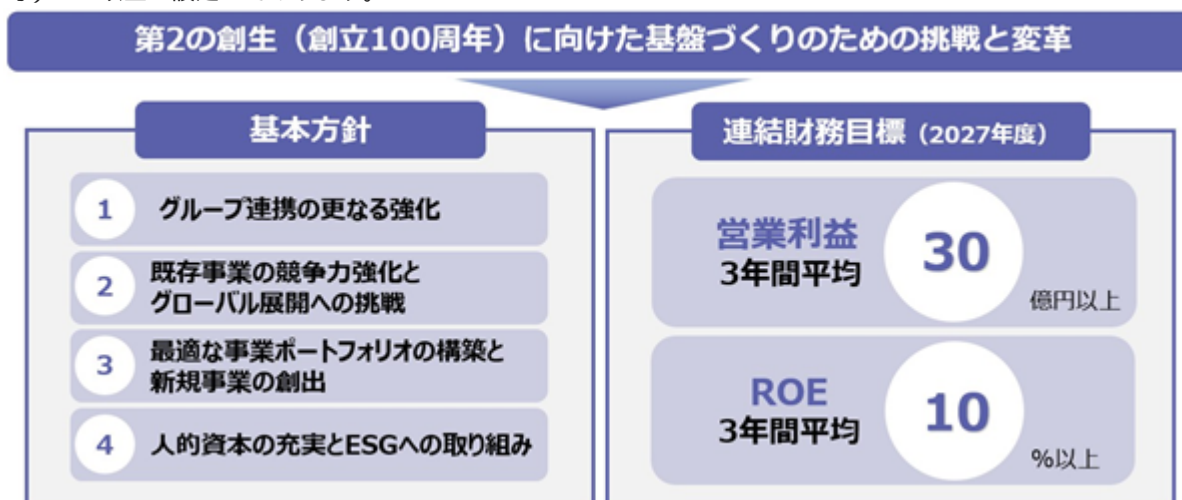 第2の創生（創立100周年）に向けた基盤づくりのための挑戦と変革
基本方針
1 グループ連携の更なる強化
2 既存事業の競争力強化と
グローバル展開への挑戦
3 最適な事業ポートフォリオの構築と
新規事業の創出
4 人的資本の充実とESGへの取り組み
連結財務目標（2027年度）
営業利益
3年間平均
30
億円以上
ROE
3年間平均
10
%以上